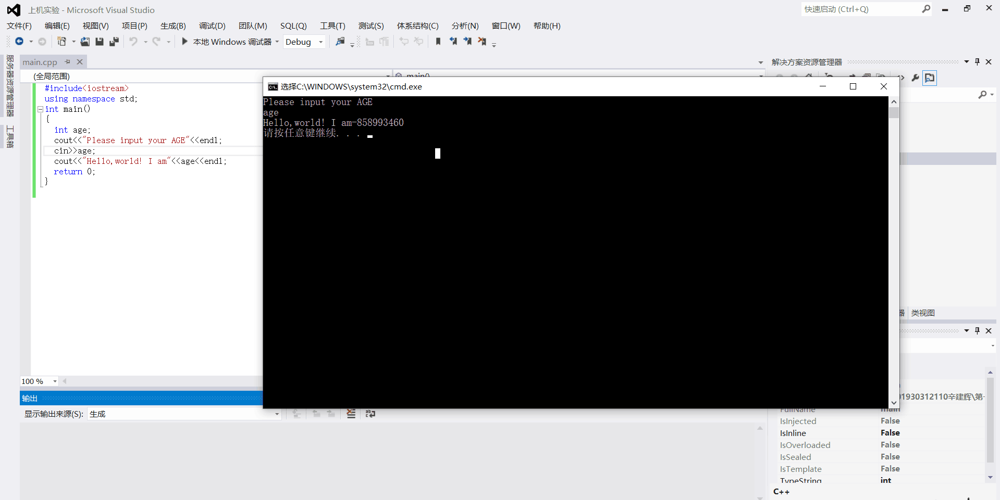 上机实验 - Microsoft Visual Studio
快速启动 (Ctrl+Q)
文件(F) 编辑(E) 视图(V) 项目(P) 生成(B) 调试(D) 团队(M) SQL(Q) 工具(T) 测试(S) 体系结构(C) 分析(N) 窗口(W) 帮助(H)
本地 Windows 调试器 Debug
服务器资源管理器
工具箱
main.cpp
(全局范围)
main()
#include<iostream>
using namespace std;
int main()
{
int age;
cout<<"Please input your AGE"<<endl;
cin>>age;
cout<<"Hello,world! I am"<<age<<endl;
return 0;
}
选择C:\WINDOWS\system32\cmd.exe
Please input your AGE
age
Hello,world! I am-858993460
请按任意键继续. . .
解决方案资源管理器
器 类视图
100 %
输出
显示输出来源(S): 生成
01930312110辛建辉\第-
FullName main
IsInjected False
IsInline False
IsOverloaded False
IsSealed False
IsTemplate False
TypeString int
C++